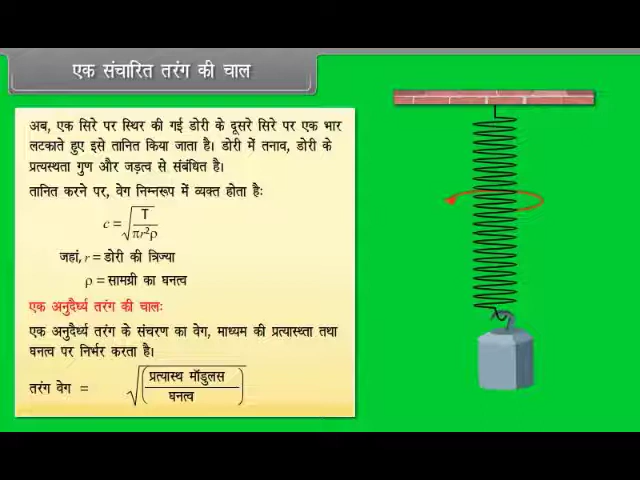 एक संचारित तरंग की चाल
अब, एक सिरे पर स्थिर की गई डोरी के दूसरे सिरे पर एक भार
लटकाते हुए इसे तानित किया जाता है। डोरी में तनाव, डोरी के
प्रत्यस्थता गुण और जड़त्व से संबंधित है।
तानित करने पर, वेग निम्नरूप में व्यक्त होता है:
c = √(T / πr²ρ)
जहां, r = डोरी की त्रिज्या
ρ = सामग्री का घनत्व
एक अनुदैर्ध्य तरंग की चाल:
एक अनुदैर्ध्य तरंग के संचरण का वेग, माध्यम की प्रत्यास्थ्ता तथा
घनत्व पर निर्भर करता है।
तरंग वेग = √(प्रत्यास्थ मॉडुलस / घनत्व)